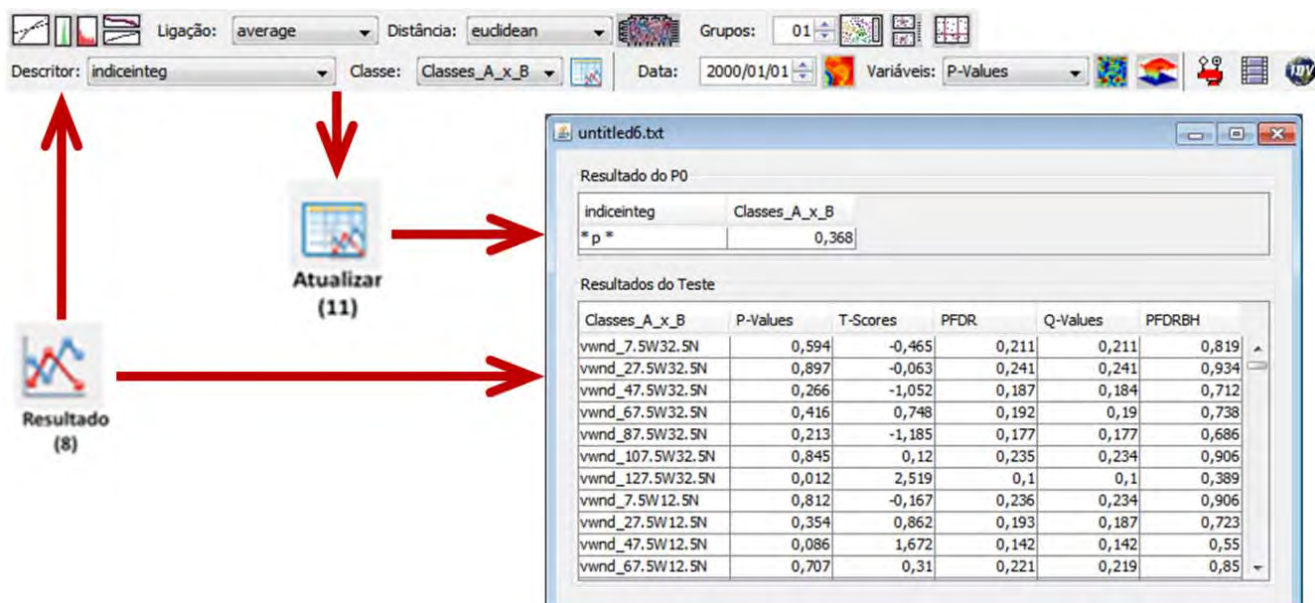 Ligação: average Distância: euclidean Grupos: 01
Descritor: indiceinteg Classe: Classes_A_x_B Data: 2000/01/01 Variáveis: P-Values
untitled6.txt
Resultado do P0
indiceinteg Classes_A_x_B
* p * 0,368
Atualizar
(11)
Resultados do Teste
Classes_A_x_B P-Values T-Scores PFDR Q-Values PFDRBH
vwnd_7.5W32.5N 0,594 -0,465 0,211 0,211 0,819
vwnd_27.5W32.5N 0,897 -0,063 0,241 0,241 0,934
vwnd_47.5W32.5N 0,266 -1,052 0,187 0,184 0,712
vwnd_67.5W32.5N 0,416 0,748 0,192 0,19 0,738
vwnd_87.5W32.5N 0,213 -1,185 0,177 0,177 0,686
vwnd_107.5W32.5N 0,845 0,12 0,235 0,234 0,906
vwnd_127.5W32.5N 0,012 2,519 0,1 0,1 0,389
vwnd_7.5W12.5N 0,812 -0,167 0,236 0,234 0,906
vwnd_27.5W12.5N 0,354 0,862 0,193 0,187 0,723
vwnd_47.5W12.5N 0,086 1,672 0,142 0,142 0,55
vwnd_67.5W12.5N 0,707 0,31 0,221 0,219 0,85
Resultado
(8)